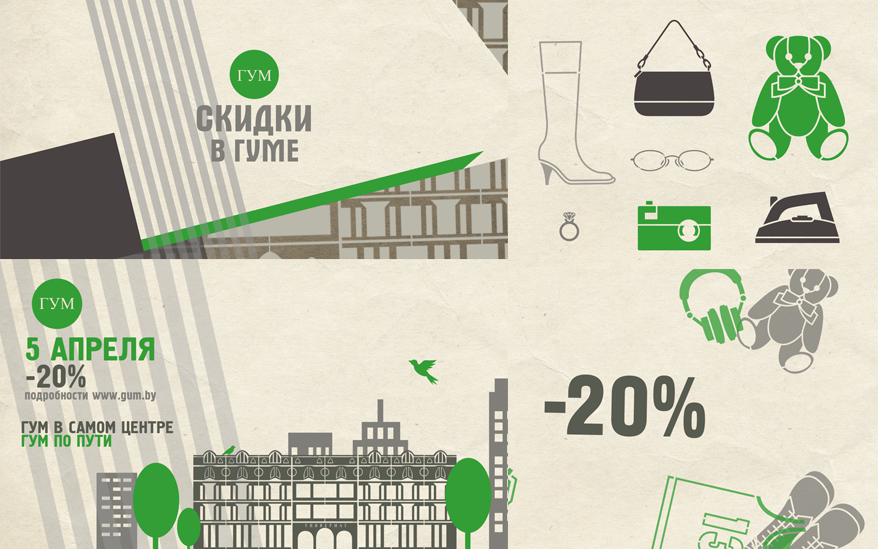 ГУМ
СКИДКИ
В ГУМЕ
ГУМ
5 АПРЕЛЯ
-20%
подробности www.gum.by
ГУМ В САМОМ ЦЕНТРЕ
ГУМ ПО ПУТИ
-20%